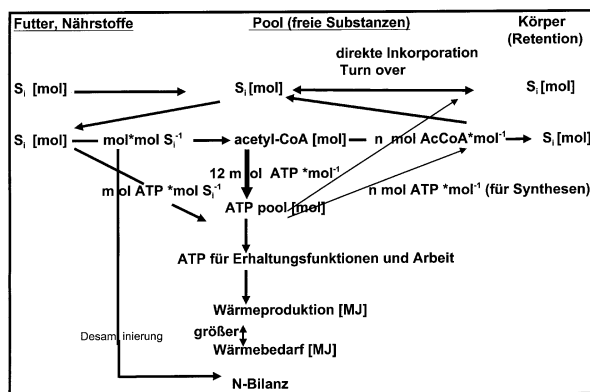 Futter, Nährstoffe Pool (freie Substanzen) Körper
(Retention)
direkte Inkorporation
Turn over
Si [mol] Si [mol] Si [mol]
Si [mol] mol*mol Si-1 acetyl-CoA [mol] n mol AcCoA*mol-1 Si [mol]
12 mol ATP *mol-1
mol ATP *mol Si-1 n mol ATP *mol-1 (für Synthesen)
ATP pool [mol]
ATP für Erhaltungsfunktionen und Arbeit
Wärmeproduktion [MJ]
größer
Desaminierung
Wärmebedarf [MJ]
N-Bilanz